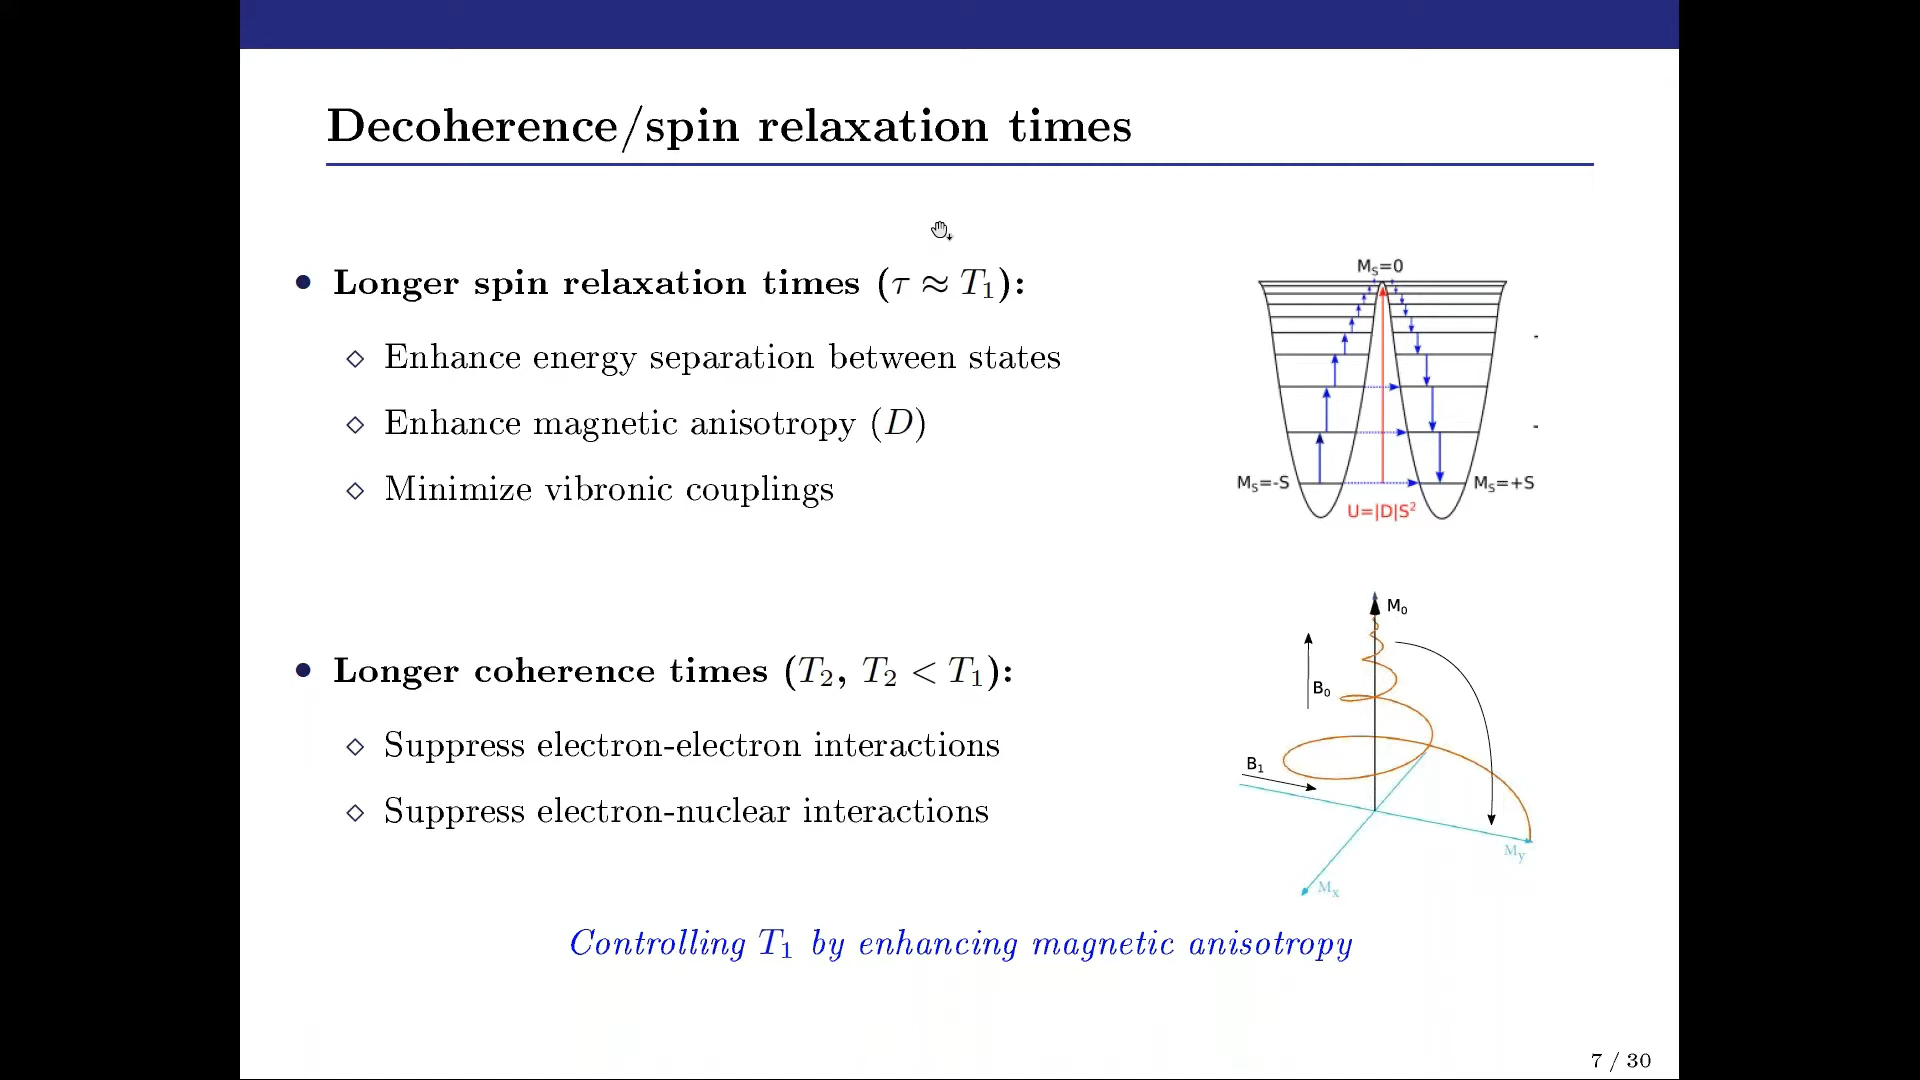 Decoherence/spin relaxation times
• Longer spin relaxation times (τ ≈ T₁):
⋄ Enhance energy separation between states
⋄ Enhance magnetic anisotropy (D)
⋄ Minimize vibronic couplings
M_S=0
M_S=-S
M_S=+S
U=|D|S²
• Longer coherence times (T₂, T₂ < T₁):
⋄ Suppress electron-electron interactions
⋄ Suppress electron-nuclear interactions
M₀
B₀
B₁
M_y
M_x
Controlling T₁ by enhancing magnetic anisotropy
7 / 30